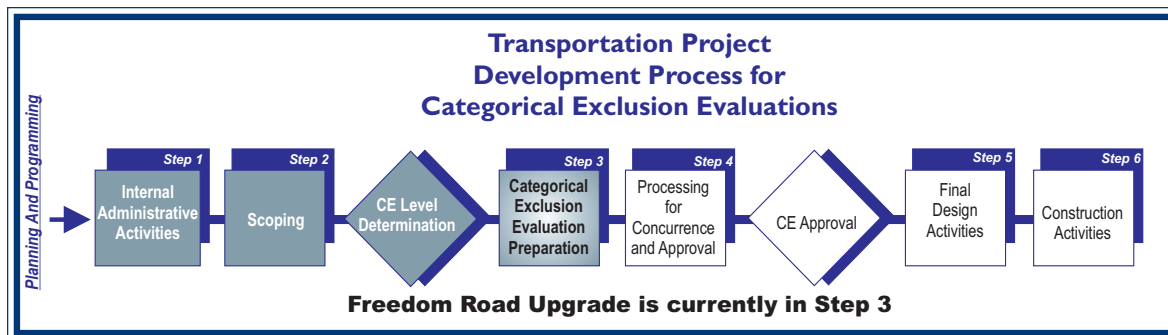 Transportation Project
Development Process for
Categorical Exclusion Evaluations
Planning And Programming
Step 1
Internal
Administrative
Activities
Step 2
Scoping
CE Level
Determination
Step 3
Categorical
Exclusion
Evaluation
Preparation
Step 4
Processing
for
Concurrence
and Approval
CE Approval
Step 5
Final
Design
Activities
Step 6
Construction
Activities
Freedom Road Upgrade is currently in Step 3